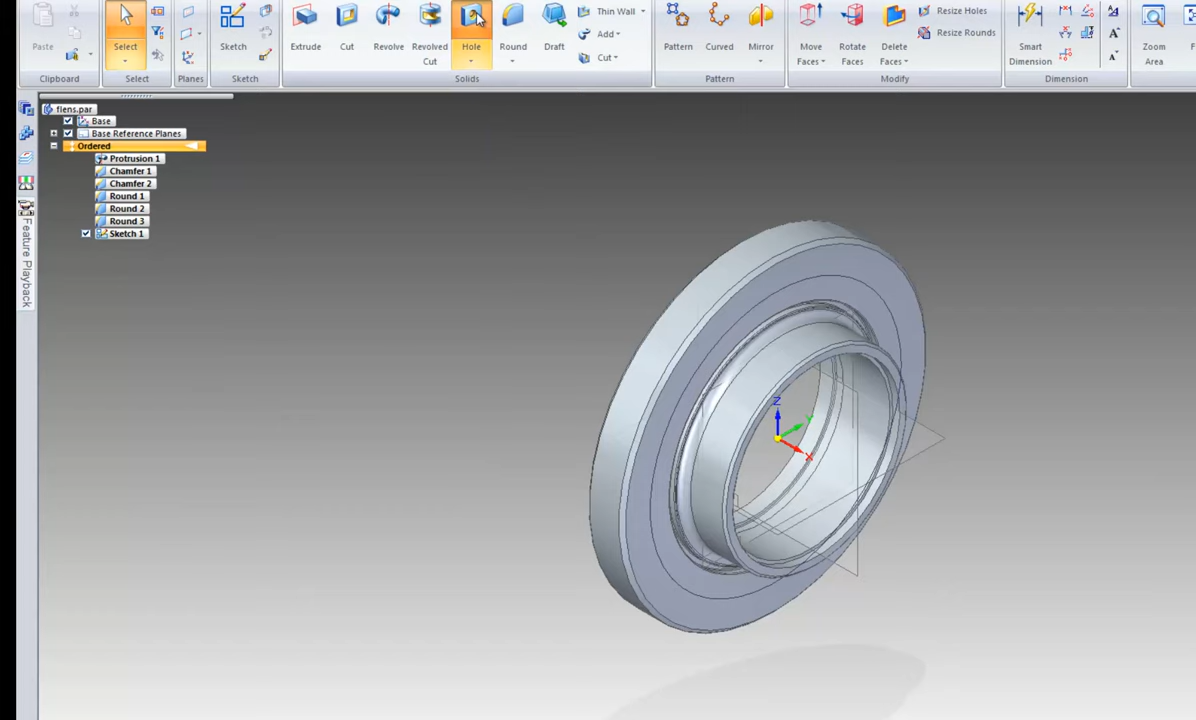 Paste
Clipboard
Select
Select
Planes
Sketch
Sketch
Extrude
Cut
Revolve
Revolved
Cut
Hole
Round
Draft
Thin Wall
Add
Cut
Solids
Pattern
Curved
Mirror
Pattern
Move
Faces
Rotate
Faces
Delete
Faces
Resize Holes
Resize Rounds
Modify
Smart
Dimension
Dimension
Zoom
Area
flens.par
Base
Base Reference Planes
Ordered
Protrusion 1
Chamfer 1
Chamfer 2
Round 1
Round 2
Round 3
Sketch 1
Feature Playback
Z
Y
X